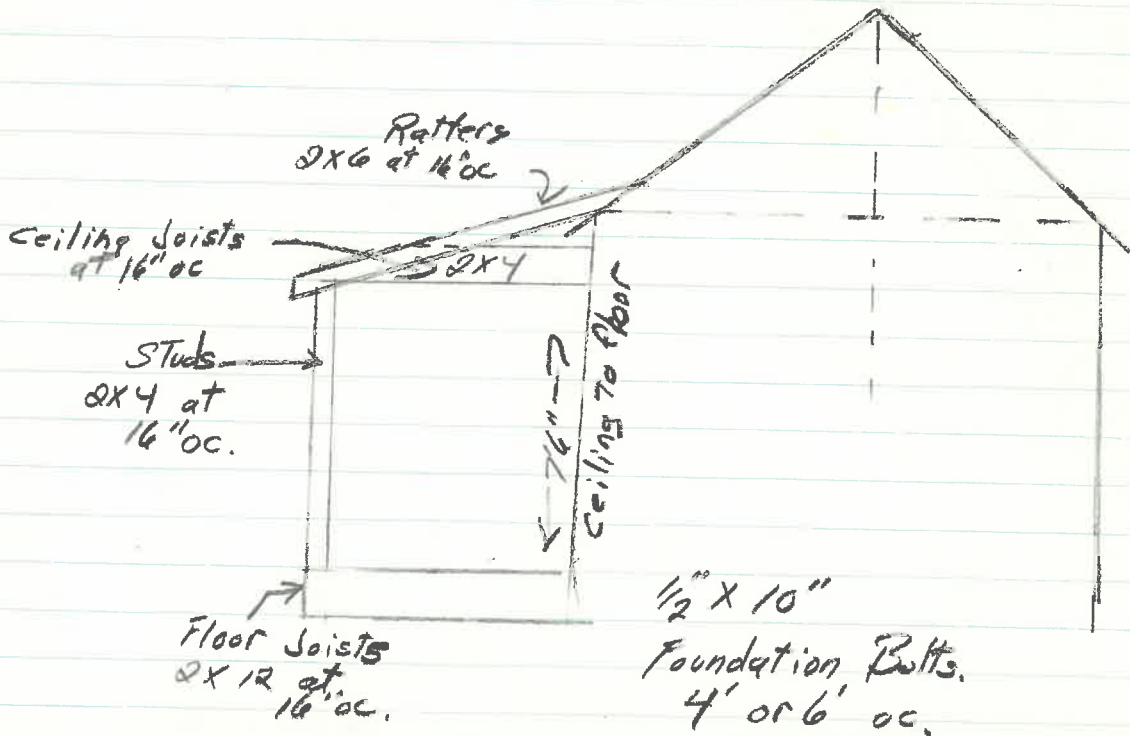 Rafters
2x6 at 16"oc
Ceiling Joists
at 16"oc
2x4
Studs
2x4 at
16"oc.
76"
Ceiling to floor
Floor Joists
2x12 at
16"oc.
1/2" x 10"
Foundation Bolts.
4' or 6' oc.